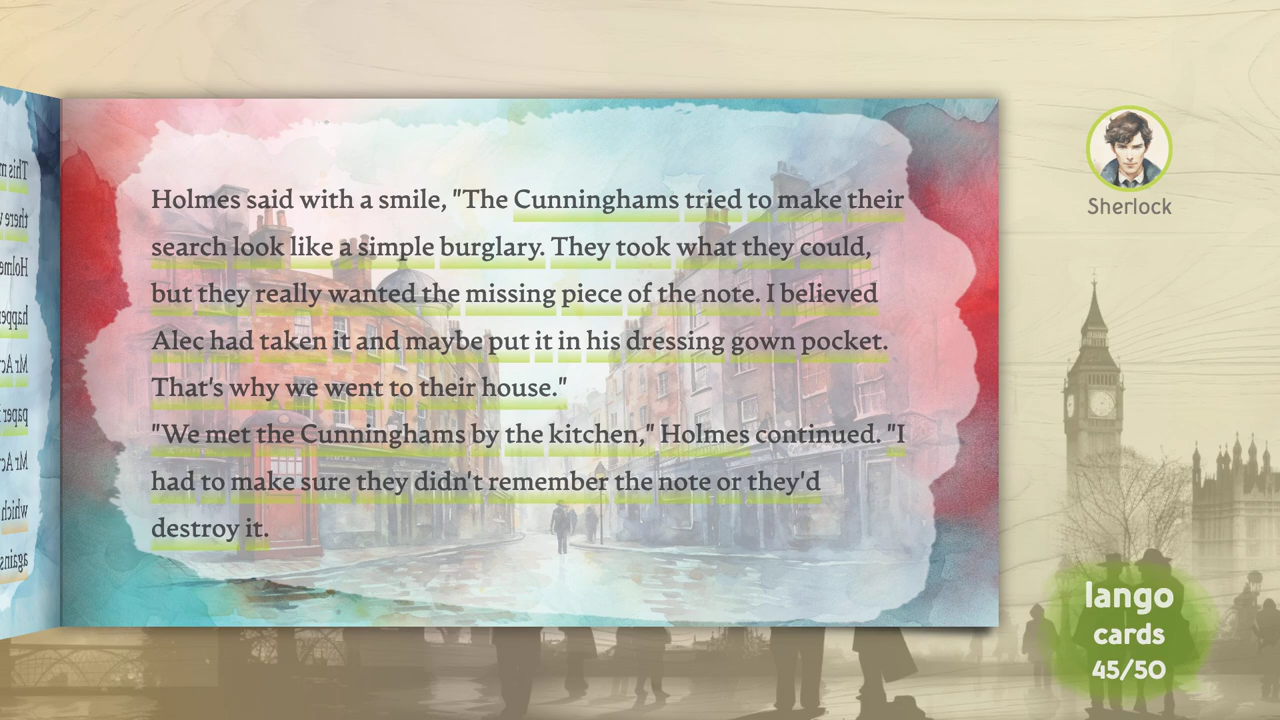 Holmes said with a smile, "The Cunninghams tried to make their
search look like a simple burglary. They took what they could,
but they really wanted the missing piece of the note. I believed
Alec had taken it and maybe put it in his dressing gown pocket.
That's why we went to their house."
"We met the Cunninghams by the kitchen," Holmes continued. "I
had to make sure they didn't remember the note or they'd
destroy it.
Sherlock
lango
cards
45/50